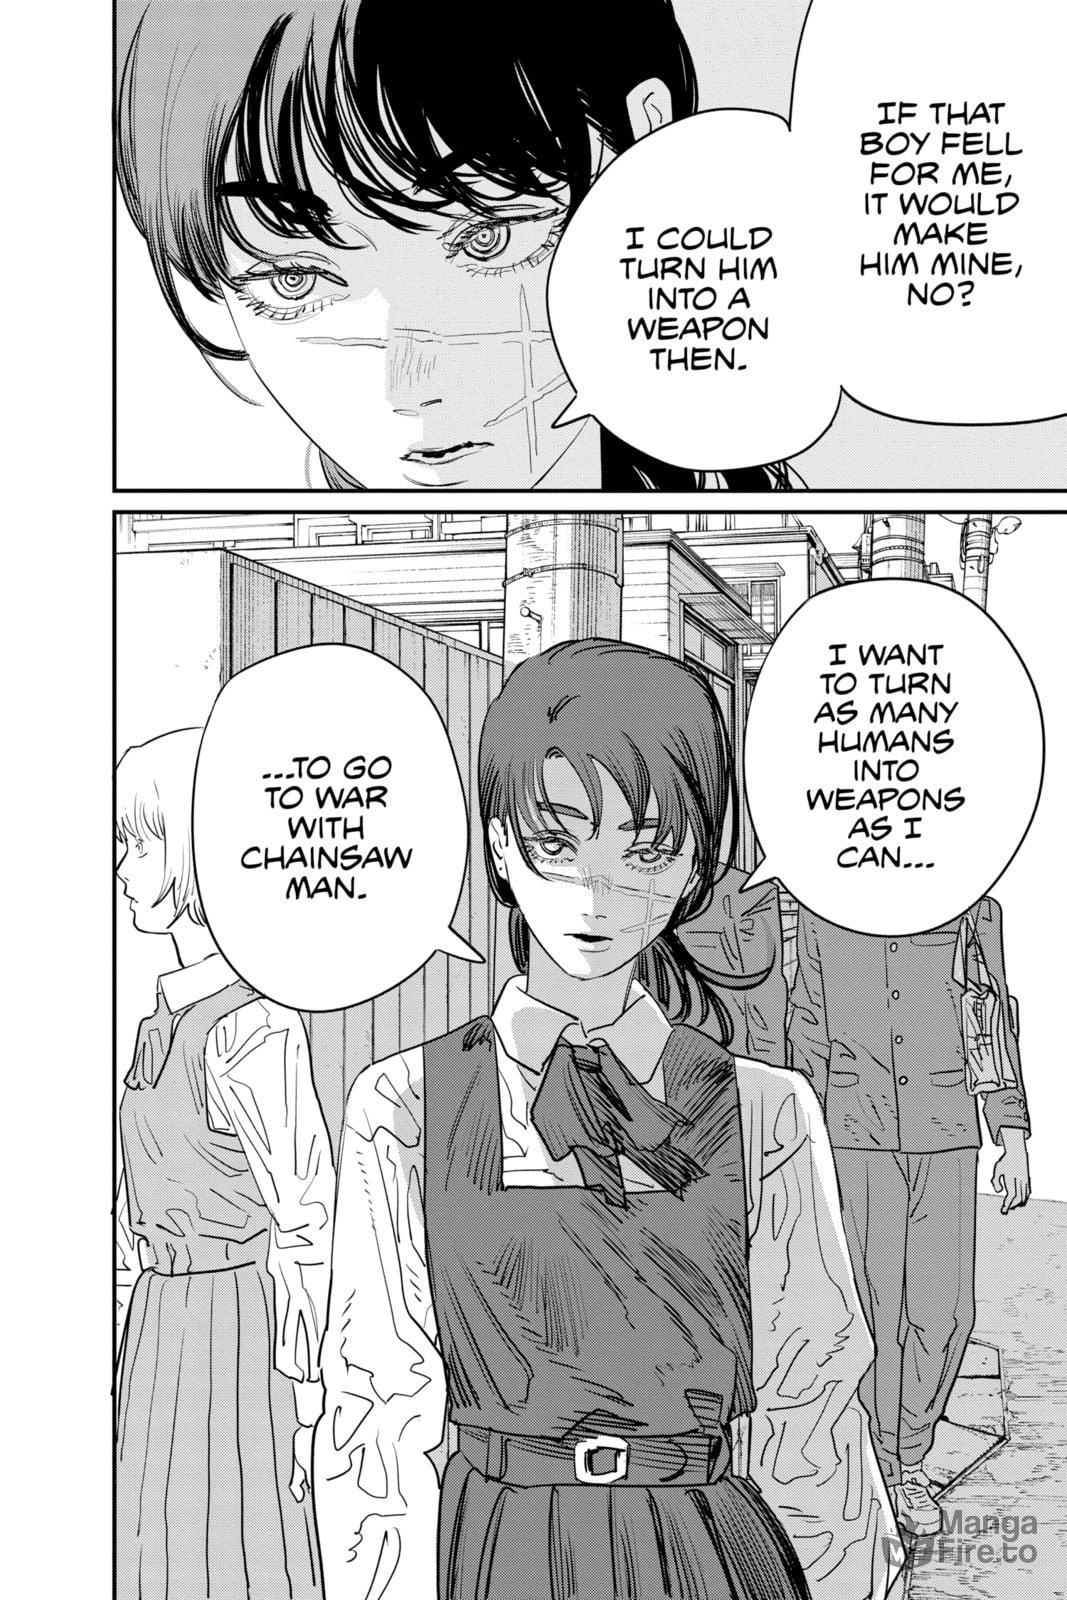 IF THAT
BOY FELL
FOR ME,
IT WOULD
MAKE
HIM MINE,
NO?
I COULD
TURN HIM
INTO A
WEAPON
THEN.
I WANT
TO TURN
AS MANY
HUMANS
INTO
WEAPONS
AS I
CAN...
...TO GO
TO WAR
WITH
CHAINSAW
MAN.
Manga
Fire.to